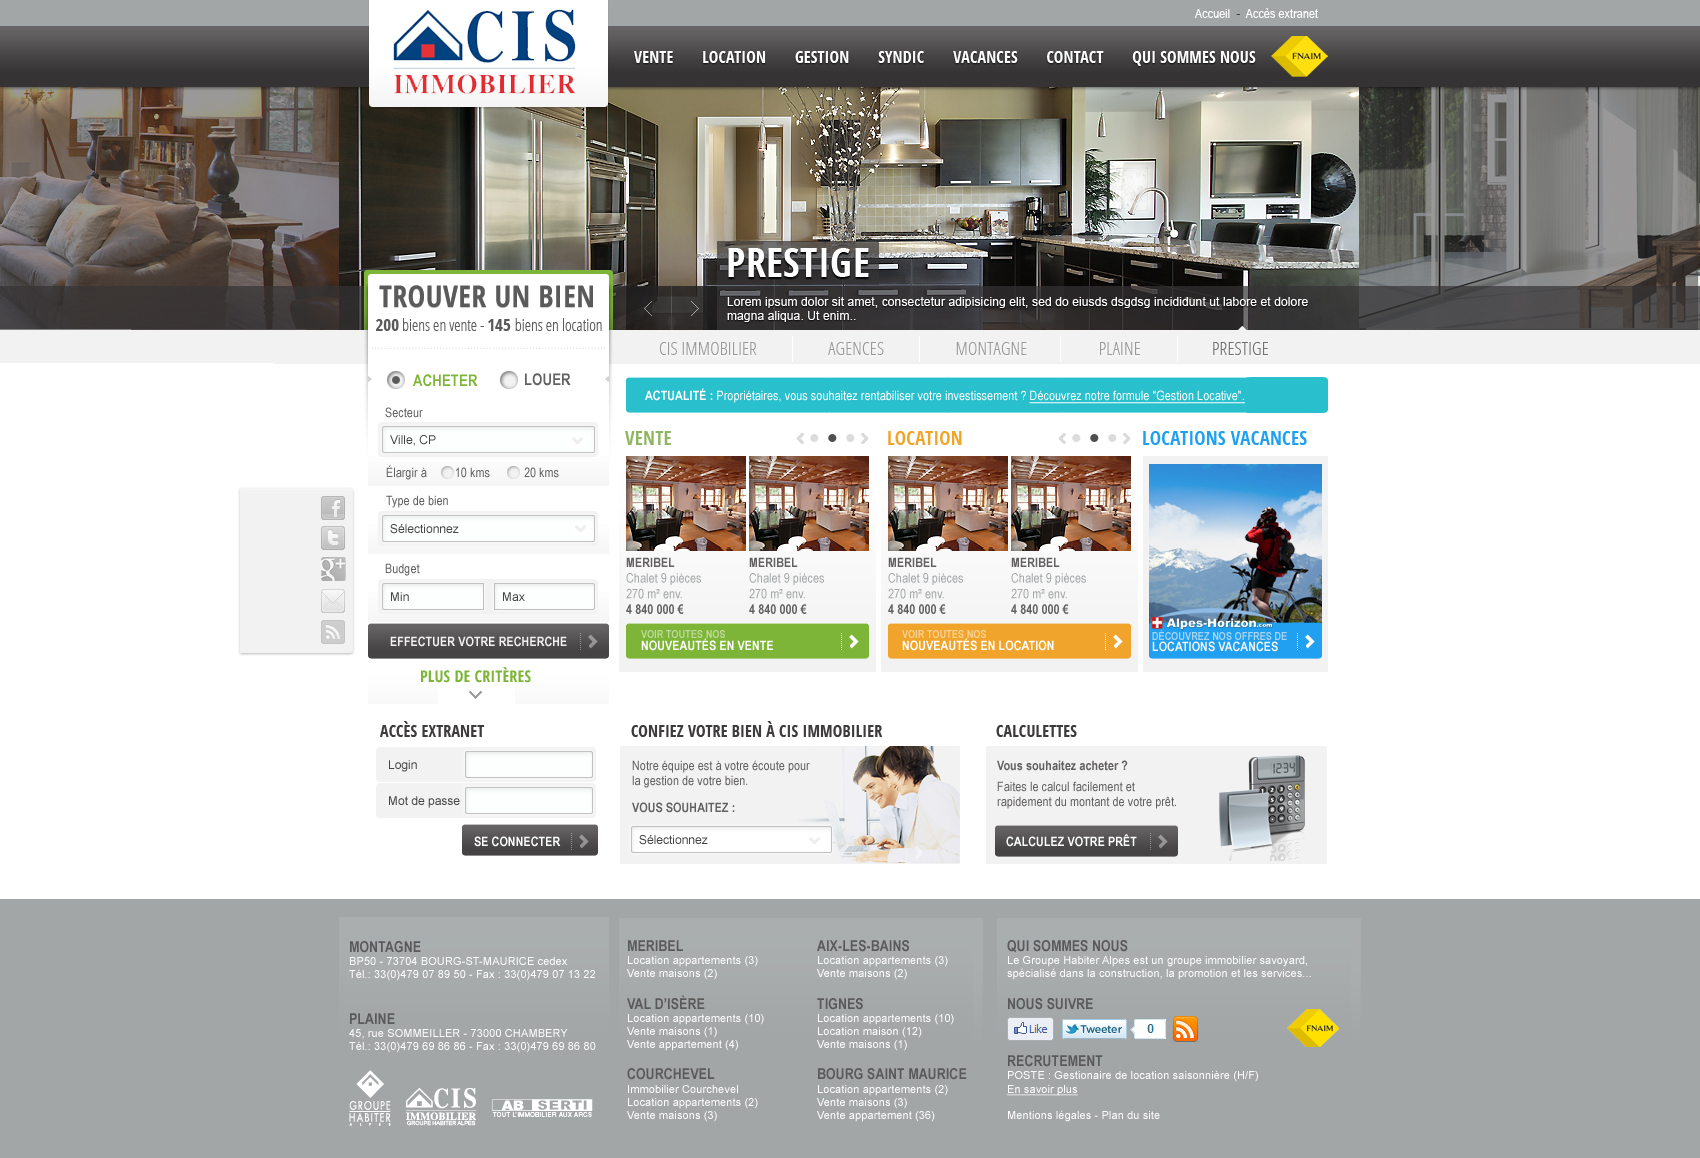 Accueil - Accès extranet
CIS
IMMOBILIER
VENTE LOCATION GESTION SYNDIC VACANCES CONTACT QUI SOMMES NOUS
FNAIM
PRESTIGE
Lorem ipsum dolor sit amet, consectetur adipisicing elit, sed do eiusds dsgdsg incididunt ut labore et dolore
magna aliqua. Ut enim..
TROUVER UN BIEN
200 biens en vente - 145 biens en location
CIS IMMOBILIER AGENCES MONTAGNE PLAINE PRESTIGE
ACHETER LOUER
Secteur
Ville, CP
Élargir à 10 kms 20 kms
Type de bien
Sélectionnez
Budget
Min Max
EFFECTUER VOTRE RECHERCHE
PLUS DE CRITÈRES
ACTUALITÉ : Propriétaires, vous souhaitez rentabiliser votre investissement ? Découvrez notre formule "Gestion Locative".
VENTE
MERIBEL
Chalet 9 pièces
270 m² env.
4 840 000 €
MERIBEL
Chalet 9 pièces
270 m² env.
4 840 000 €
VOIR TOUTES NOS
NOUVEAUTÉS EN VENTE
LOCATION
MERIBEL
Chalet 9 pièces
270 m² env.
4 840 000 €
MERIBEL
Chalet 9 pièces
270 m² env.
4 840 000 €
VOIR TOUTES NOS
NOUVEAUTÉS EN LOCATION
LOCATIONS VACANCES
Alpes-Horizon.com
DÉCOUVREZ NOS OFFRES DE
LOCATIONS VACANCES
ACCÈS EXTRANET
Login
Mot de passe
SE CONNECTER
CONFIEZ VOTRE BIEN À CIS IMMOBILIER
Notre équipe est à votre écoute pour
la gestion de votre bien.
VOUS SOUHAITEZ :
Sélectionnez
CALCULETTES
Vous souhaitez acheter ?
Faites le calcul facilement et
rapidement du montant de votre prêt.
CALCULEZ VOTRE PRÊT
1234
MONTAGNE
BP50 - 73704 BOURG-ST-MAURICE cedex
Tél.: 33(0)479 07 89 50 - Fax : 33(0)479 07 13 22
PLAINE
45, rue SOMMEILLER - 73000 CHAMBERY
Tél.: 33(0)479 69 86 86 - Fax : 33(0)479 69 86 80
GROUPE
HABITER
ALPES
CIS
IMMOBILIER
GROUPE HABITER ALPES
AB SERTI
TOUT L'IMMOBILIER AUX ARCS
MERIBEL
Location appartements (3)
Vente maisons (2)
VAL D'ISÈRE
Location appartements (10)
Vente maisons (1)
Vente appartement (4)
COURCHEVEL
Immobilier Courchevel
Location appartements (2)
Vente maisons (3)
AIX-LES-BAINS
Location appartements (3)
Vente maisons (2)
TIGNES
Location appartements (10)
Location maison (12)
Vente maisons (1)
BOURG SAINT MAURICE
Location appartements (2)
Vente maisons (3)
Vente appartement (36)
QUI SOMMES NOUS
Le Groupe Habiter Alpes est un groupe immobilier savoyard,
spécialisé dans la construction, la promotion et les services...
NOUS SUIVRE
Like Tweeter 0
FNAIM
RECRUTEMENT
POSTE : Gestionaire de location saisonnière (H/F)
En savoir plus
Mentions légales - Plan du site